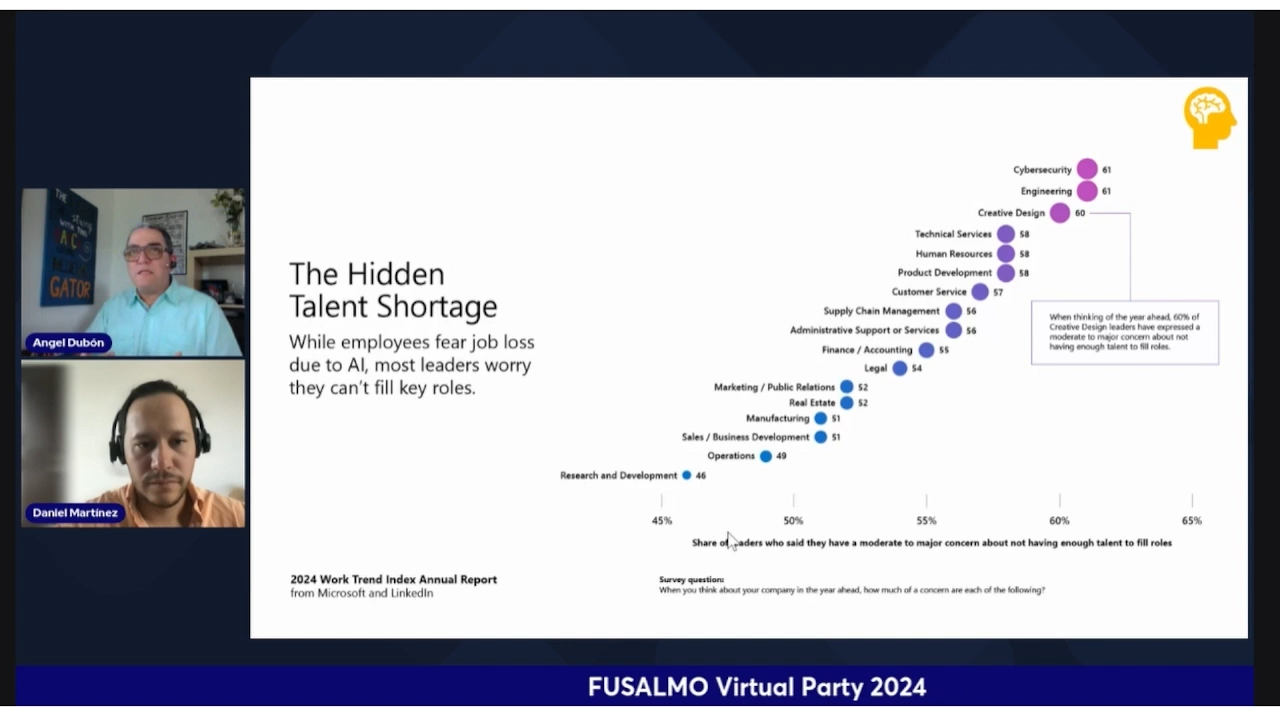 THE
WITH THE
A C
GATOR
Angel Dubón
Daniel Martínez
The Hidden
Talent Shortage
While employees fear job loss
due to AI, most leaders worry
they can't fill key roles.
2024 Work Trend Index Annual Report
from Microsoft and LinkedIn
Cybersecurity 61
Engineering 61
Creative Design 60
Technical Services 58
Human Resources 58
Product Development 58
Customer Service 57
Supply Chain Management 56
Administrative Support or Services 56
Finance / Accounting 55
Legal 54
Marketing / Public Relations 52
Real Estate 52
Manufacturing 51
Sales / Business Development 51
Operations 49
Research and Development 46
When thinking of the year ahead, 60% of
Creative Design leaders have expressed a
moderate to major concern about not
having enough talent to fill roles.
45% 50% 55% 60% 65%
Share of leaders who said they have a moderate to major concern about not having enough talent to fill roles
Survey question:
When you think about your company in the year ahead, how much of a concern are each of the following?
FUSALMO Virtual Party 2024